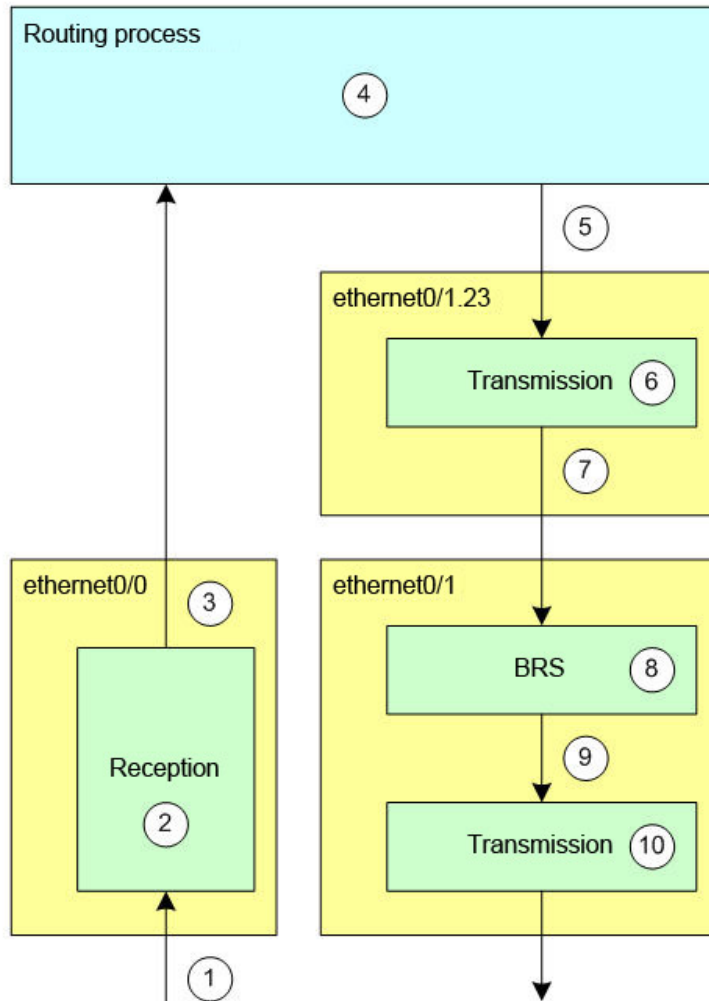 Routing process
4
5
ethernet0/1.23
Transmission 6
7
ethernet0/0
3
ethernet0/1
BRS 8
9
Reception
2
Transmission 10
1